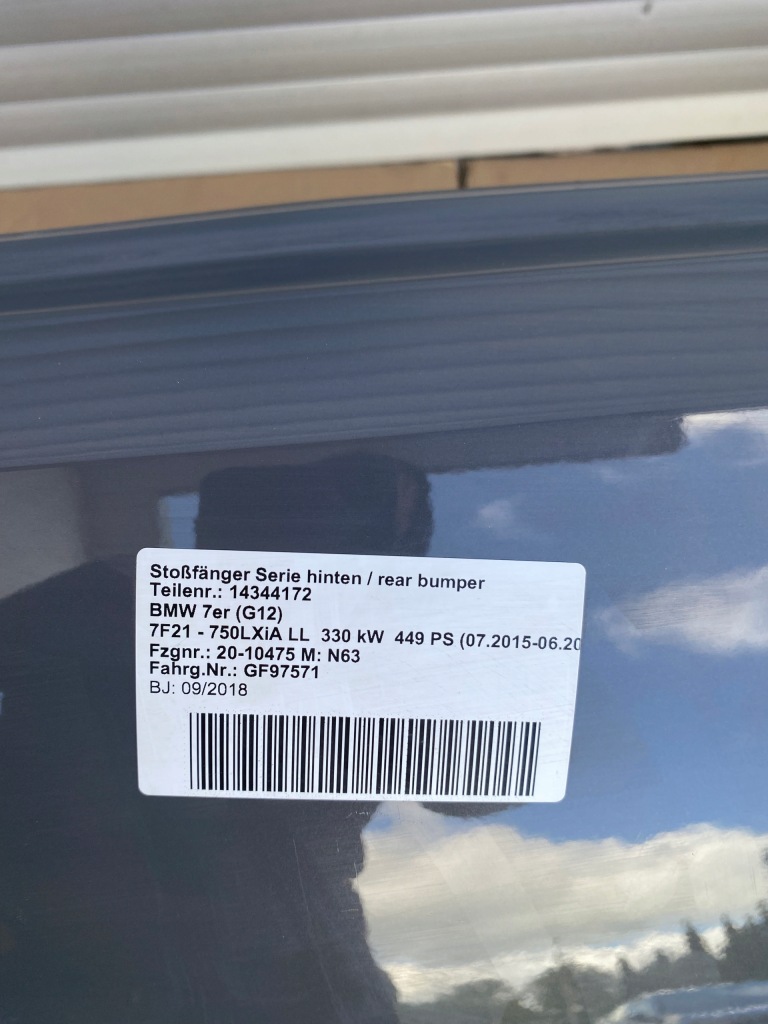 Stoßfänger Serie hinten / rear bumper
Teilenr.: 14344172
BMW 7er (G12)
7F21 - 750LXiA LL 330 kW 449 PS (07.2015-06.20
Fzgnr.: 20-10475 M: N63
Fahrg.Nr.: GF97571
BJ: 09/2018